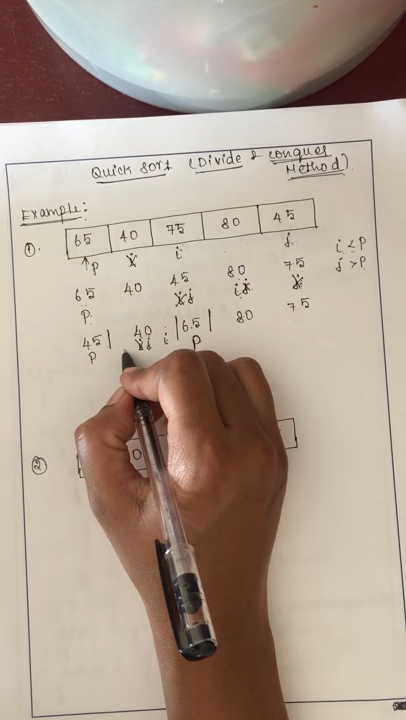 Quick Sort (Divide & Conquer
Method).
Example:
①. 65 40 75 80 45
↑P i i j i < P
65 40 45 80 75 j > P
P. i j i j j
45 | 40 | 65 | 80 75
P i j i P
② 0